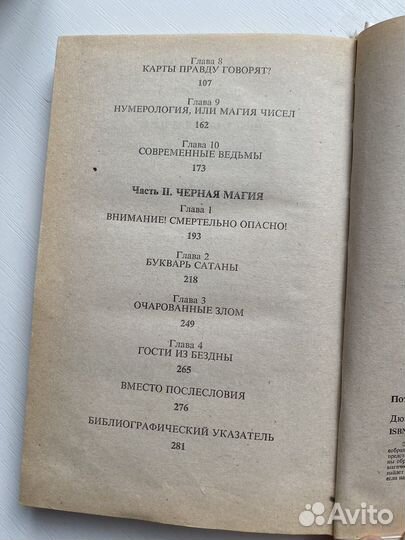 Глава 8
КАРТЫ ПРАВДУ ГОВОРЯТ?
107
Глава 9
НУМЕРОЛОГИЯ, ИЛИ МАГИЯ ЧИСЕЛ
162
Глава 10
СОВРЕМЕННЫЕ ВЕДЬМЫ
173
Часть II. ЧЕРНАЯ МАГИЯ
Глава 1
ВНИМАНИЕ! СМЕРТЕЛЬНО ОПАСНО!
193
Глава 2
БУКВАРЬ САТАНЫ
218
Глава 3
ОЧАРОВАННЫЕ ЗЛОМ
249
Глава 4
ГОСТИ ИЗ БЕЗДНЫ
265
ВМЕСТО ПОСЛЕСЛОВИЯ
276
БИБЛИОГРАФИЧЕСКИЙ УКАЗАТЕЛЬ
281
ISBN
Avito